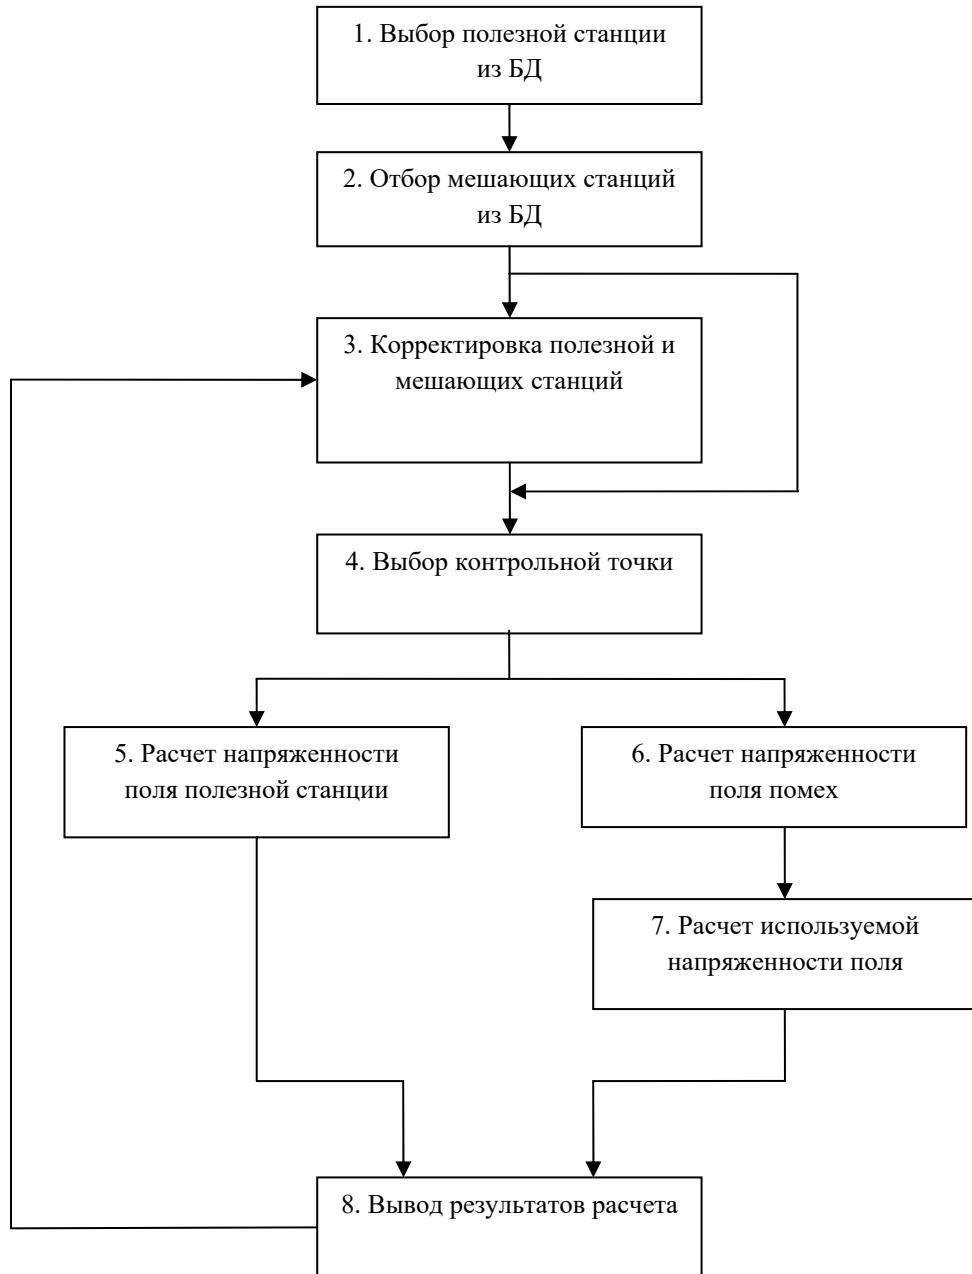 1. Выбор полезной станции
из БД
2. Отбор мешающих станций
из БД
3. Корректировка полезной и
мешающих станций
4. Выбор контрольной точки
5. Расчет напряженности
поля полезной станции
6. Расчет напряженности
поля помех
7. Расчет используемой
напряженности поля
8. Вывод результатов расчета